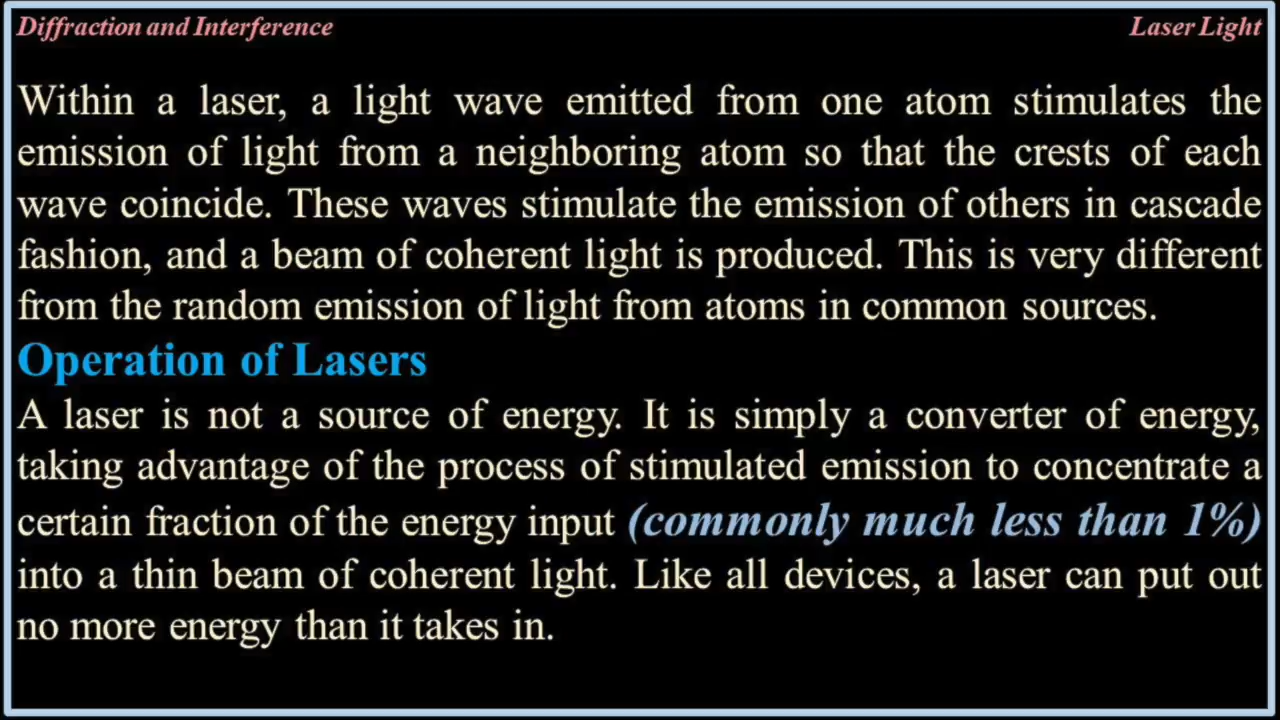 Diffraction and Interference
Laser Light
Within a laser, a light wave emitted from one atom stimulates the
emission of light from a neighboring atom so that the crests of each
wave coincide. These waves stimulate the emission of others in cascade
fashion, and a beam of coherent light is produced. This is very different
from the random emission of light from atoms in common sources.
Operation of Lasers
A laser is not a source of energy. It is simply a converter of energy,
taking advantage of the process of stimulated emission to concentrate a
certain fraction of the energy input (commonly much less than 1%)
into a thin beam of coherent light. Like all devices, a laser can put out
no more energy than it takes in.